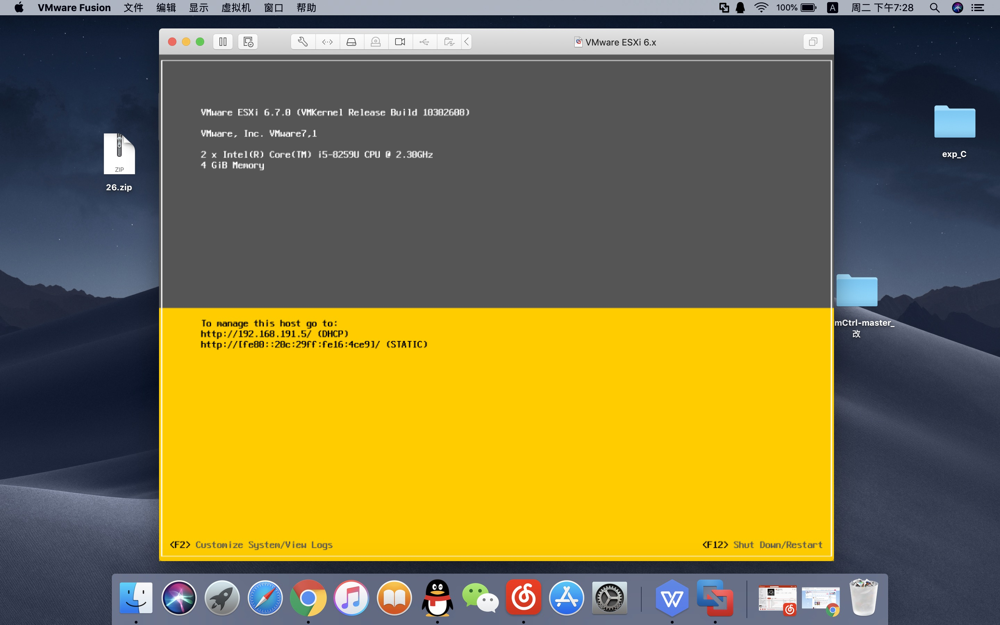 VMware Fusion 文件 编辑 显示 虚拟机 窗口 帮助 100% A 周二 下午7:28
VMware ESXi 6.x
VMware ESXi 6.7.0 (VMKernel Release Build 10302608)
VMware, Inc. VMware7,1
2 x Intel(R) Core(TM) i5-8259U CPU @ 2.30GHz
4 GiB Memory
ZIP
26.zip
exp_C
mCtrl-master_
改
To manage this host go to:
http://192.168.191.5/ (DHCP)
http://[fe80::20c:29ff:fe16:4ce9]/ (STATIC)
<F2> Customize System/View Logs
<F12> Shut Down/Restart